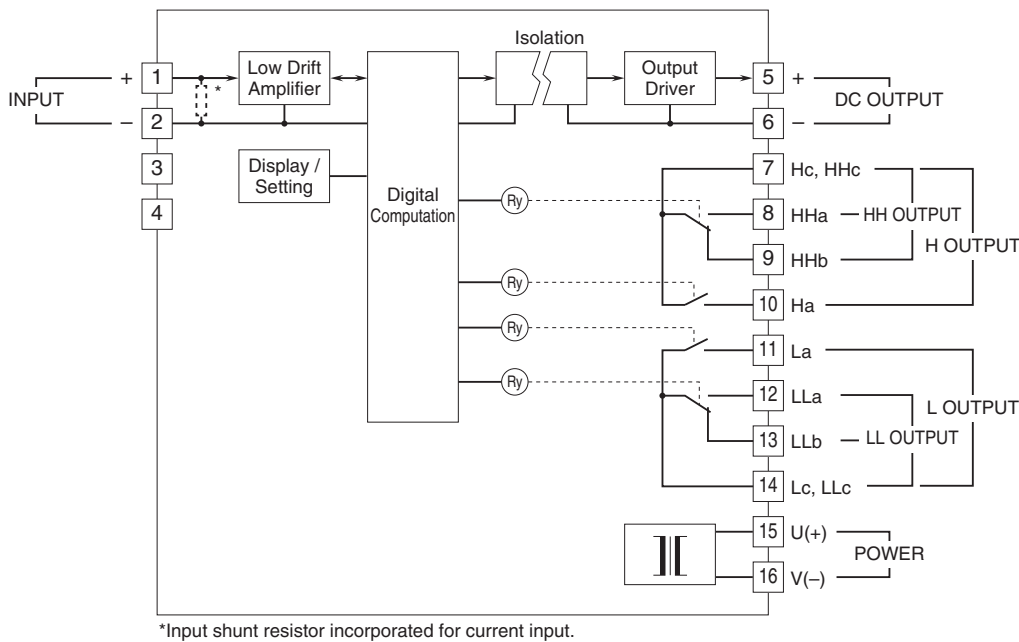 Isolation
INPUT
+
1
*
Low Drift
Amplifier
Output
Driver
5
+
DC OUTPUT
−
2
6
−
3
4
Display /
Setting
Digital
Computation
Ry
Ry
Ry
Ry
7 Hc, HHc
8 HHa
HH OUTPUT
9 HHb
H OUTPUT
10 Ha
11 La
12 LLa
L OUTPUT
13 LLb
LL OUTPUT
14 Lc, LLc
15 U(+)
POWER
16 V(−)
*Input shunt resistor incorporated for current input.